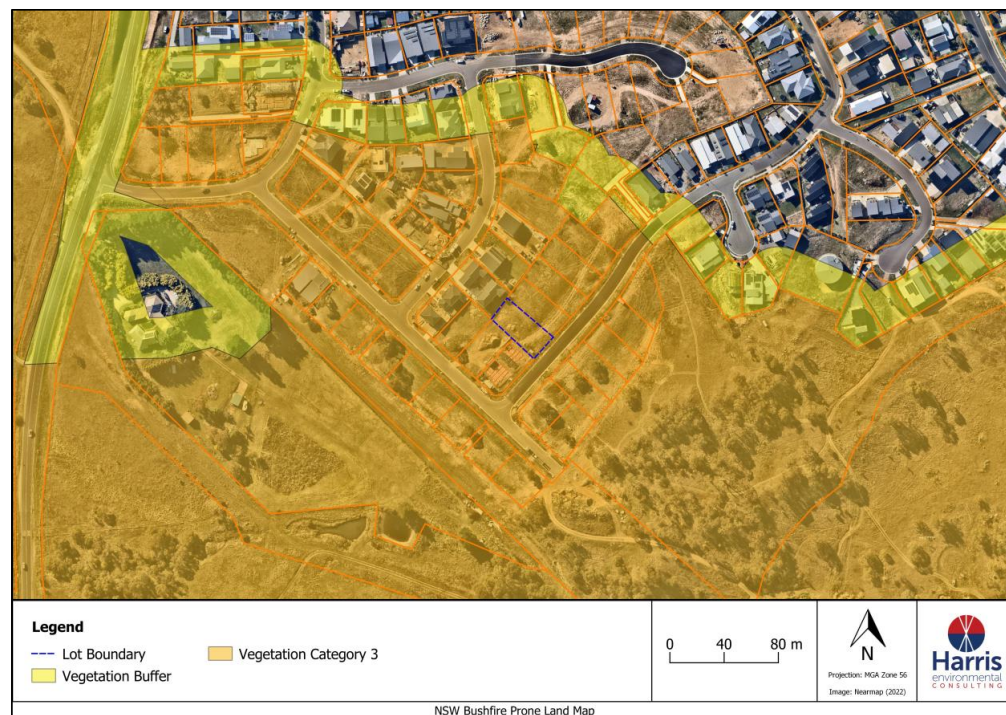 Legend
Lot Boundary
Vegetation Buffer
Vegetation Category 3
0 40 80 m
N
Projection: MGA Zone 56
Image: Nearmap (2022)
Harris
environmental
CONSULTING
NSW Bushfire Prone Land Map